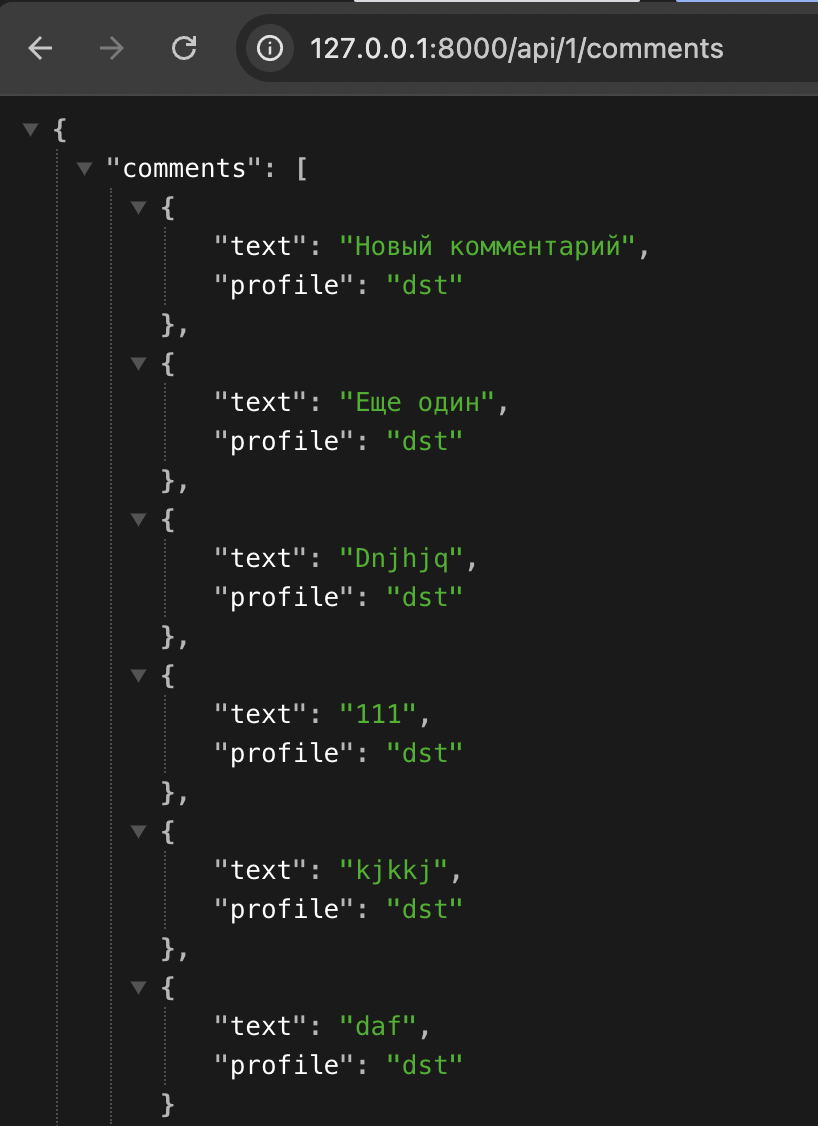 127.0.0.1:8000/api/1/comments
{
"comments": [
{
"text": "Новый комментарий",
"profile": "dst"
},
{
"text": "Еще один",
"profile": "dst"
},
{
"text": "Dnjhjq",
"profile": "dst"
},
{
"text": "111",
"profile": "dst"
},
{
"text": "kjkkj",
"profile": "dst"
},
{
"text": "daf",
"profile": "dst"
}